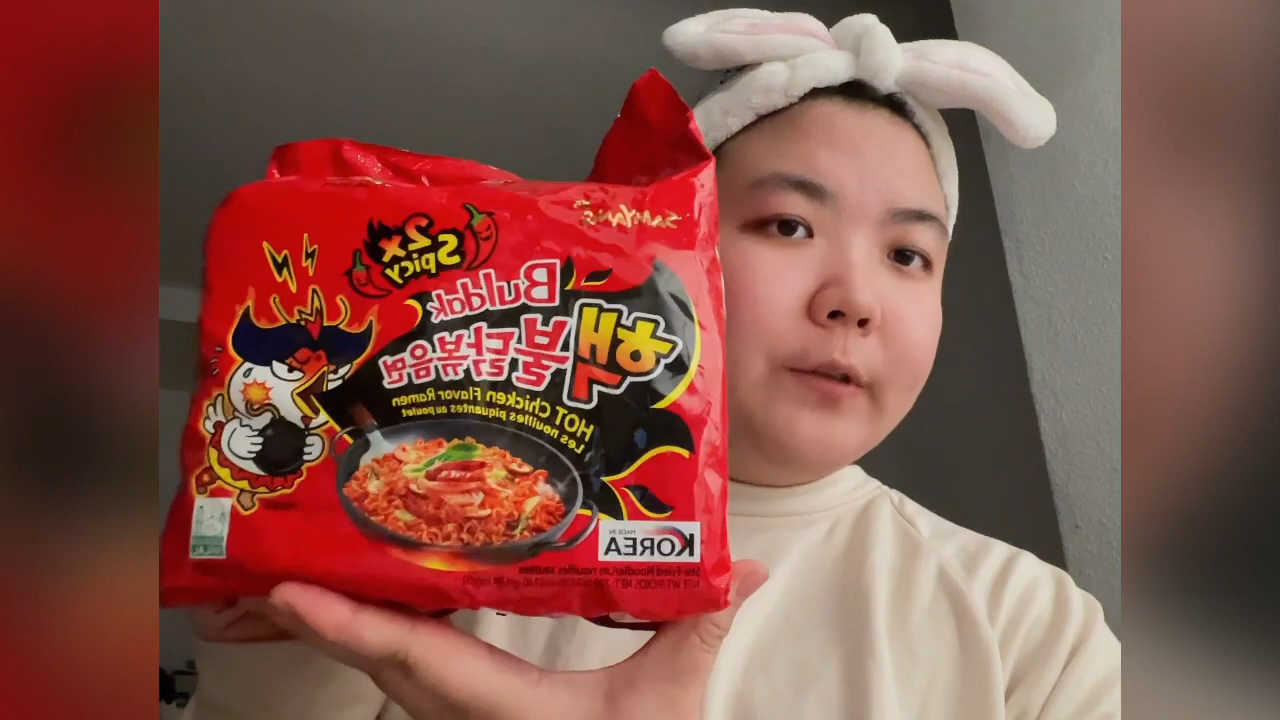 SAMYANG
2x
Spicy
Buldak
핵
불닭볶음면
HOT Chicken Flavor Ramen
Les nouilles piquantes au poulet
MADE IN
KOREA
Stir-Fried Noodle/Les nouilles sautées